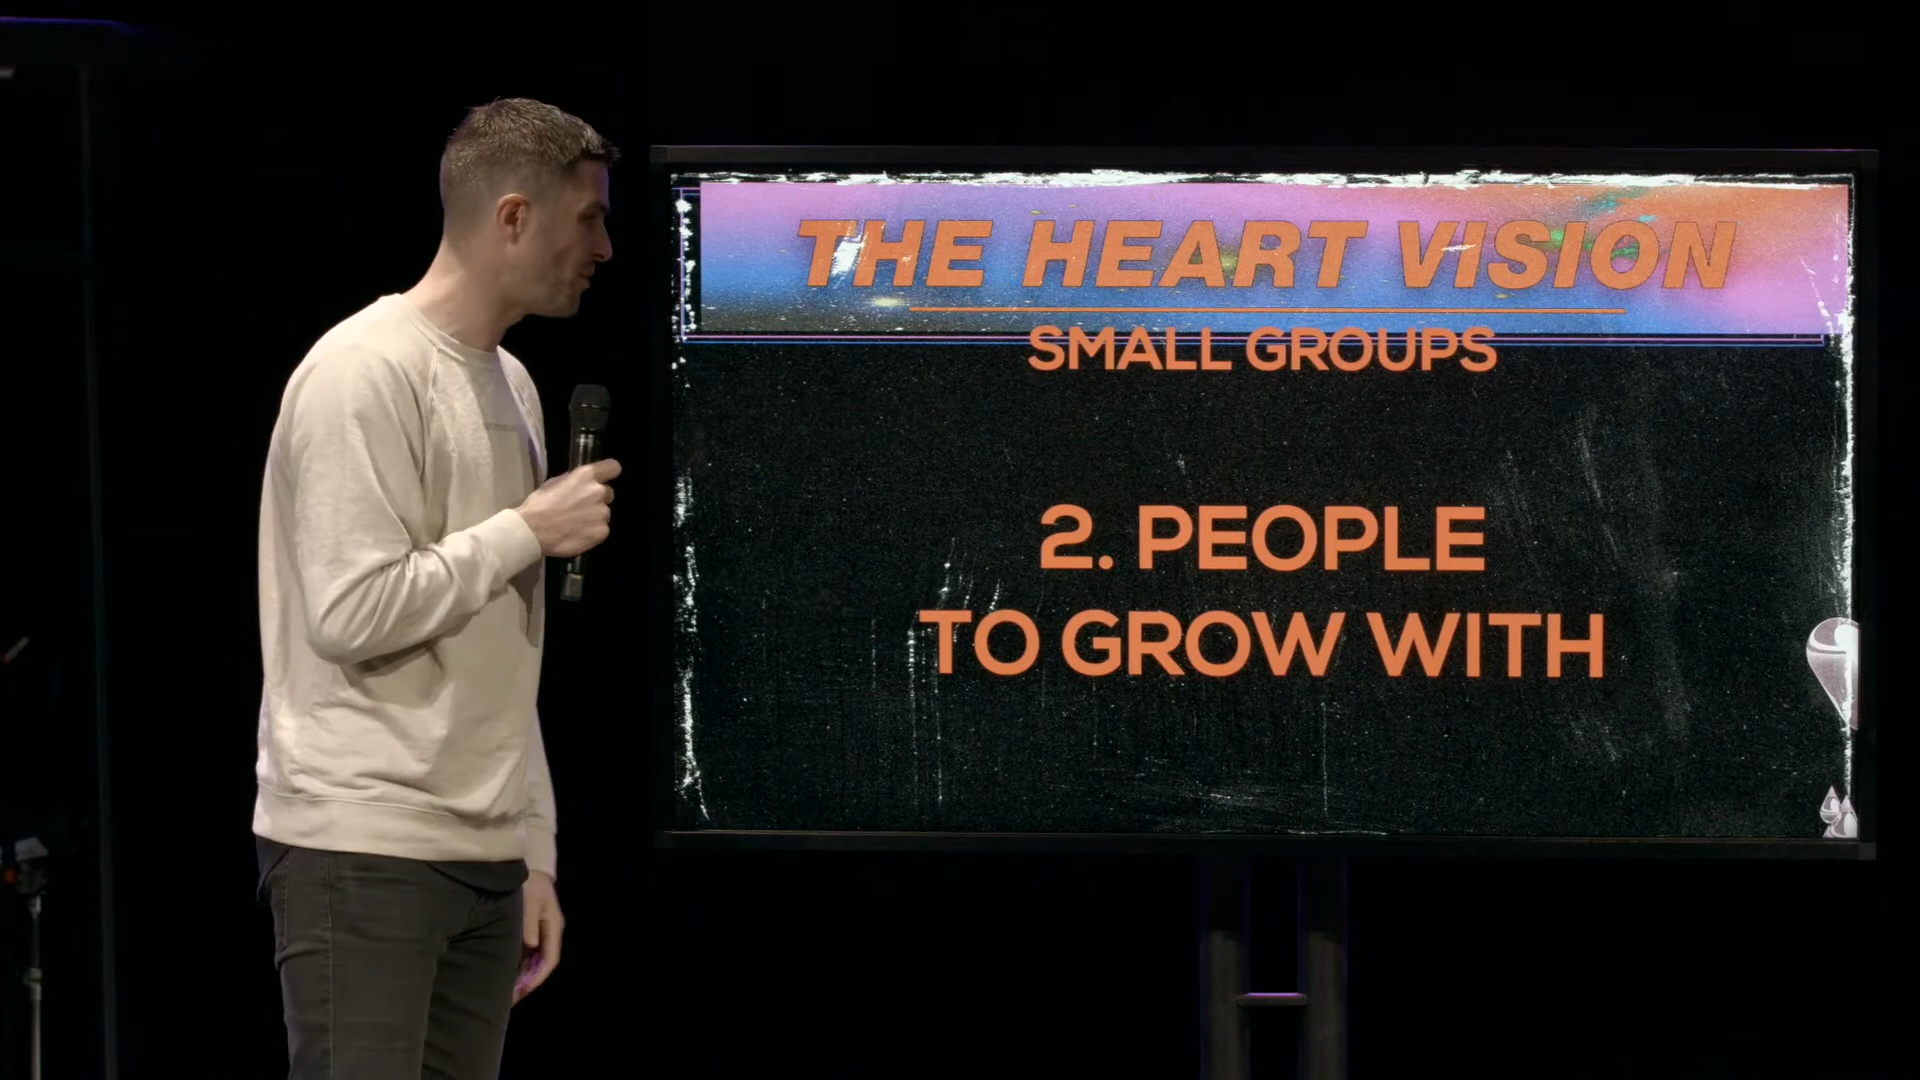 THE HEART VISION
SMALL GROUPS
2. PEOPLE
TO GROW WITH